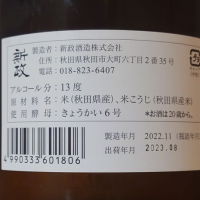 新政
製造者:新政酒造株式会社
住所:秋田県秋田市大町六丁目2番35号
電話:018-823-6407
アルコール分:13度
原材料名:米(秋田県産)、米こうじ(秋田県産米)
使用酵母:きょうかい6号
*お酒は20歳から。
製造年月 2022.11
出荷年月 2023.08
4990333601806